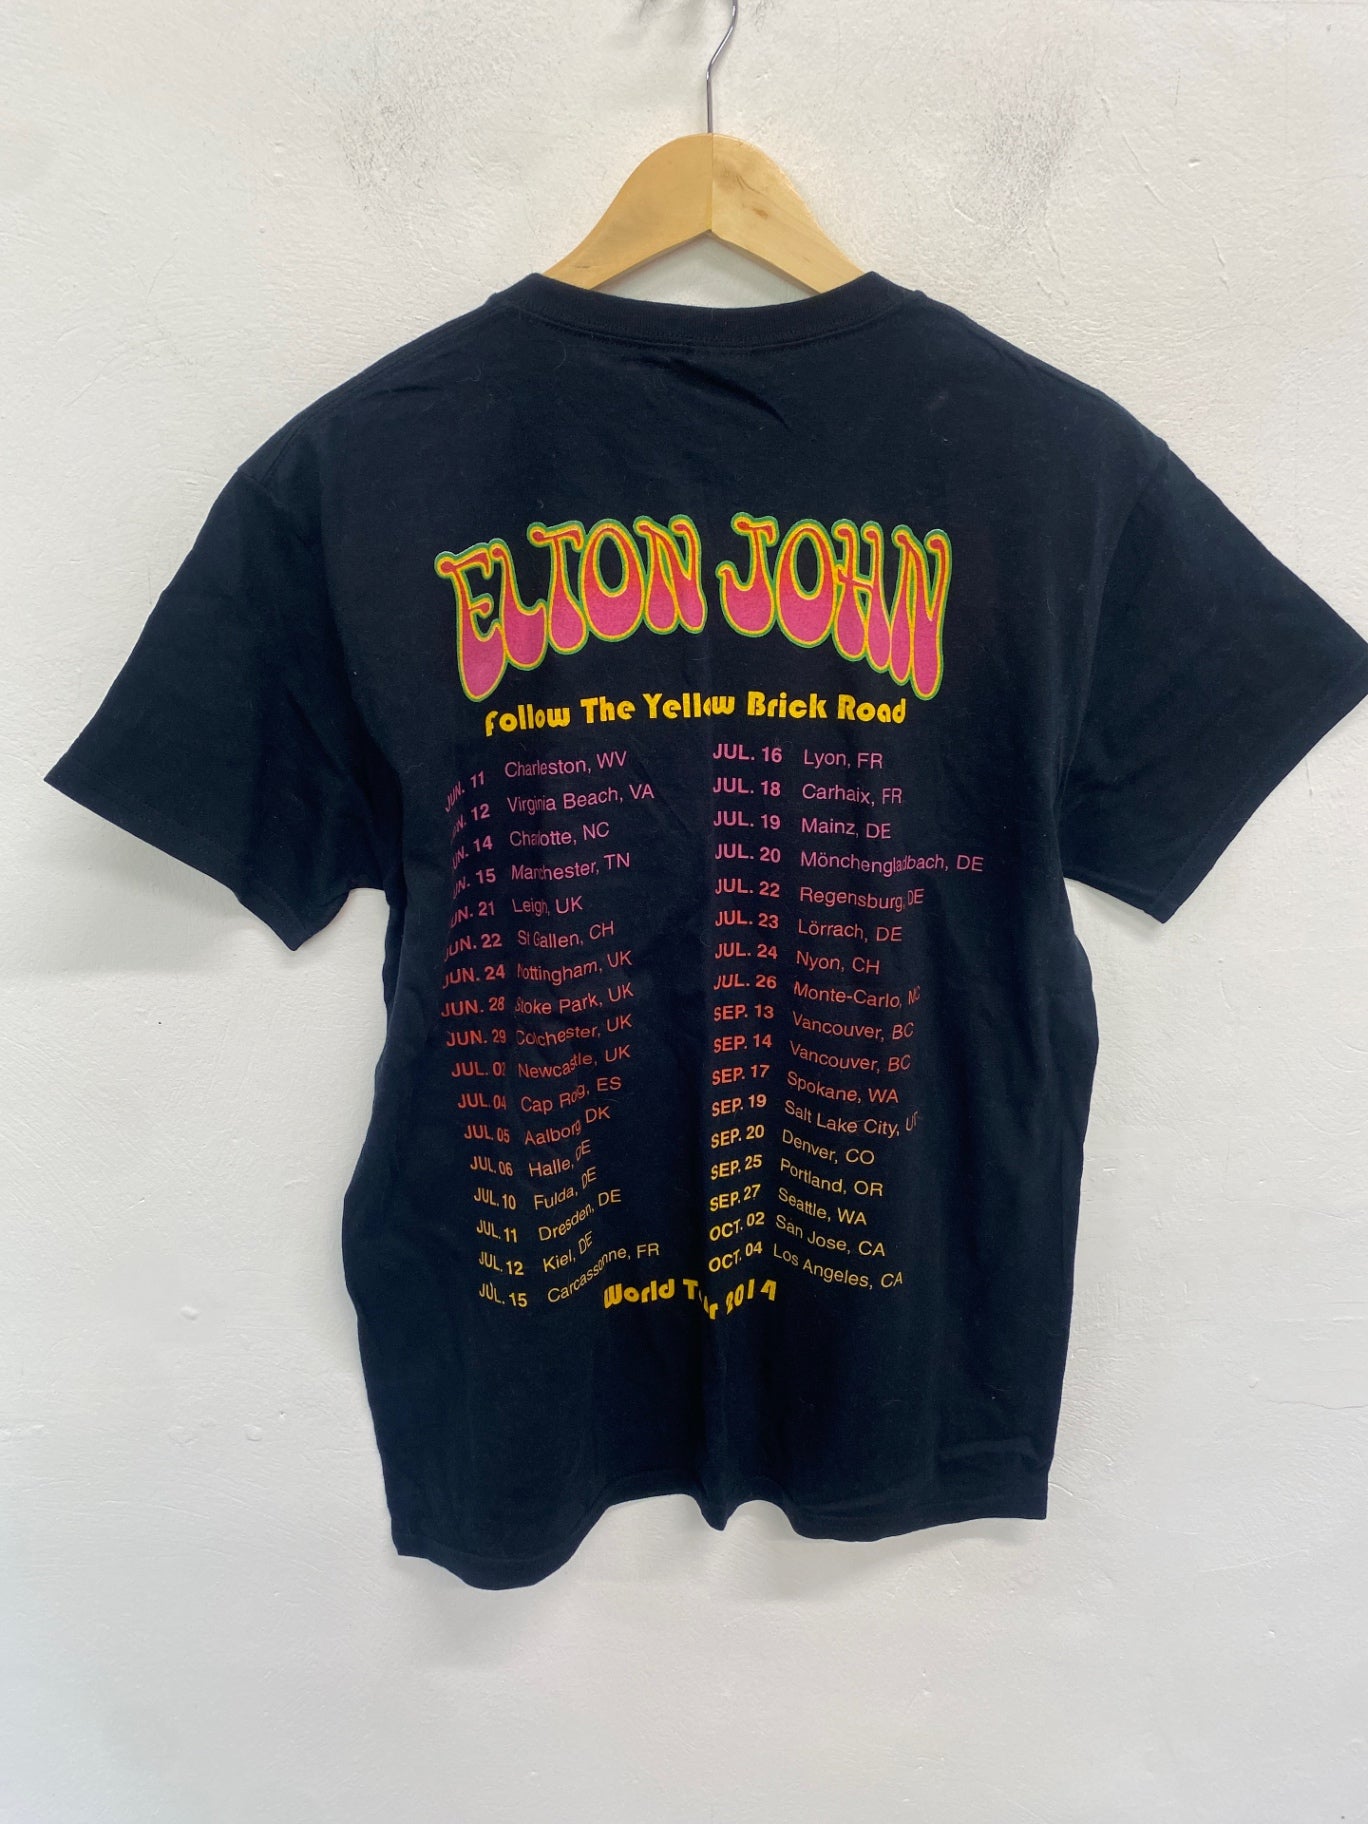 ELTON JOHN
Follow The Yellow Brick Road
JUN. 11 Charleston, WV
JUN. 12 Virginia Beach, VA
JUN. 14 Charlotte, NC
JUN. 15 Manchester, TN
JUN. 21 Leigh, UK
JUN. 22 St Gallen, CH
JUN. 24 Nottingham, UK
JUN. 28 Stoke Park, UK
JUN. 29 Colchester, UK
JUL. 02 Newcastle, UK
JUL. 04 Cap Roig, ES
JUL. 05 Aalborg DK
JUL. 06 Halle, DE
JUL. 10 Fulda, DE
JUL. 11 Dresden, DE
JUL. 12 Kiel, DE
JUL. 15 Carcassonne, FR
JUL. 16 Lyon, FR
JUL. 18 Carhaix, FR
JUL. 19 Mainz, DE
JUL. 20 Mönchengladbach, DE
JUL. 22 Regensburg, DE
JUL. 23 Lörrach, DE
JUL. 24 Nyon, CH
JUL. 26 Monte-Carlo, MC
SEP. 13 Vancouver, BC
SEP. 14 Vancouver, BC
SEP. 17 Spokane, WA
SEP. 19 Salt Lake City, UT
SEP. 20 Denver, CO
SEP. 25 Portland, OR
SEP. 27 Seattle, WA
OCT. 02 San Jose, CA
OCT. 04 Los Angeles, CA
World Tour 2014